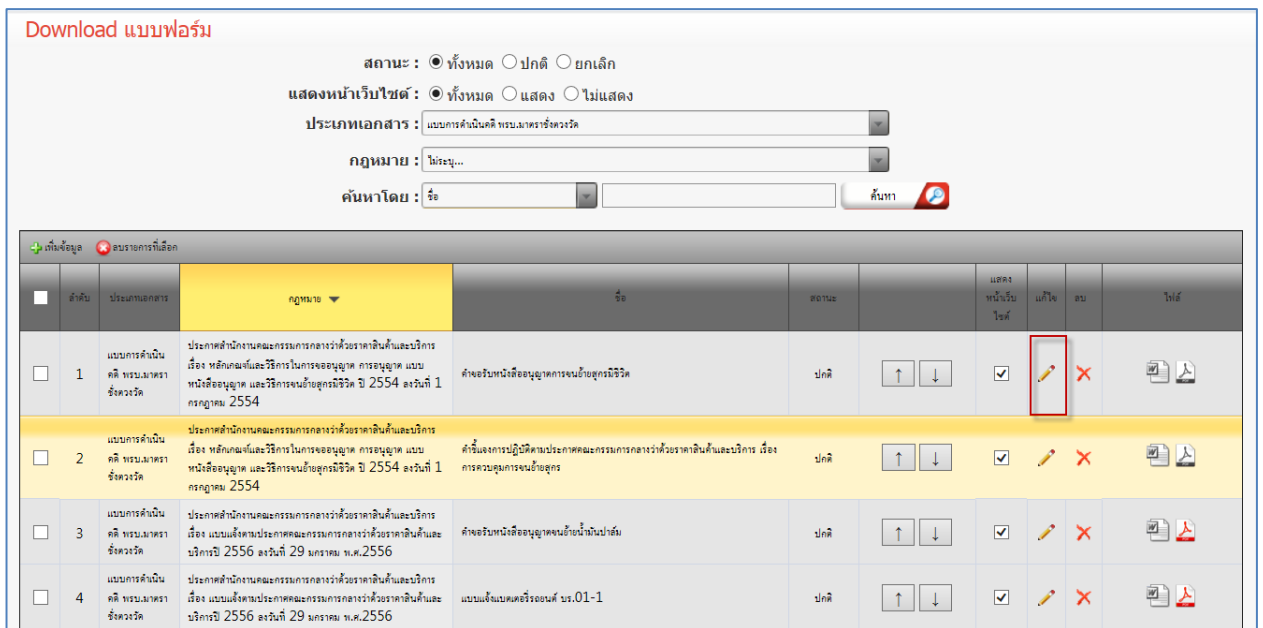 Download แบบฟอร์ม
สถานะ : ทั้งหมด ปกติ ยกเลิก
แสดงหน้าเว็บไซต์ : ทั้งหมด แสดง ไม่แสดง
ประเภทเอกสาร : แบบการดำเนินคดี พรบ.มาตราชั่งตวงวัด
กฎหมาย : ไม่ระบุ...
ค้นหาโดย : ชื่อ ค้นหา
เพิ่มข้อมูล ลบรายการที่เลือก
ลำดับ ประเภทเอกสาร กฎหมาย ชื่อ สถานะ แสดง
หน้าเว็บ
ไซต์
แก้ไข ลบ ไฟล์
1
แบบการดำเนิน
คดี พรบ.มาตรา
ชั่งตวงวัด
ประกาศสำนักงานคณะกรรมการกลางว่าด้วยราคาสินค้าและบริการ
เรื่อง หลักเกณฑ์และวิธีการในการขออนุญาต การอนุญาต แบบ
หนังสืออนุญาต และวิธีการขนย้ายสุกรมีชีวิต ปี 2554 ลงวันที่ 1
กรกฎาคม 2554
คำขอรับหนังสืออนุญาตการขนย้ายสุกรมีชีวิต
ปกติ
↑ ↓
2
แบบการดำเนิน
คดี พรบ.มาตรา
ชั่งตวงวัด
ประกาศสำนักงานคณะกรรมการกลางว่าด้วยราคาสินค้าและบริการ
เรื่อง หลักเกณฑ์และวิธีการในการขออนุญาต การอนุญาต แบบ
หนังสืออนุญาต และวิธีการขนย้ายสุกรมีชีวิต ปี 2554 ลงวันที่ 1
กรกฎาคม 2554
คำชี้แจงการปฏิบัติตามประกาศคณะกรรมการกลางว่าด้วยราคาสินค้าและบริการ เรื่อง
การควบคุมการขนย้ายสุกร
ปกติ
↑ ↓
3
แบบการดำเนิน
คดี พรบ.มาตรา
ชั่งตวงวัด
ประกาศสำนักงานคณะกรรมการกลางว่าด้วยราคาสินค้าและบริการ
เรื่อง แบบแจ้งตามประกาศคณะกรรมการกลางว่าด้วยราคาสินค้าและ
บริการปี 2556 ลงวันที่ 29 มกราคม พ.ศ.2556
คำขอรับหนังสืออนุญาตขนย้ายน้ำมันปาล์ม
ปกติ
↑ ↓
4
แบบการดำเนิน
คดี พรบ.มาตรา
ชั่งตวงวัด
ประกาศสำนักงานคณะกรรมการกลางว่าด้วยราคาสินค้าและบริการ
เรื่อง แบบแจ้งตามประกาศคณะกรรมการกลางว่าด้วยราคาสินค้าและ
บริการปี 2556 ลงวันที่ 29 มกราคม พ.ศ.2556
แบบแจ้งแบตเตอรี่รถยนต์ บร.01-1
ปกติ
↑ ↓